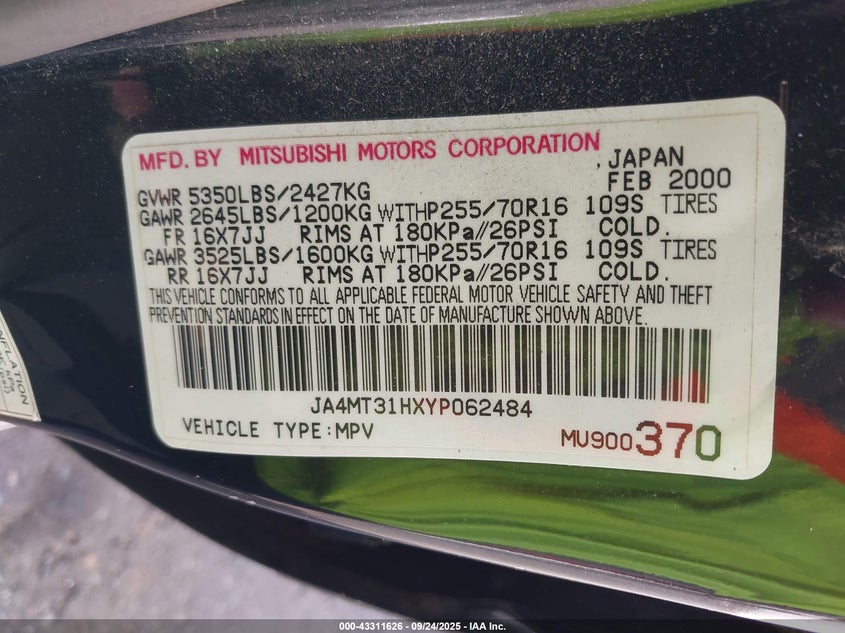 MFD. BY MITSUBISHI MOTORS CORPORATION
, JAPAN
FEB 2000
GVWR 5350LBS/2427KG
GAWR 2645LBS/1200KG WITHP255/70R16 109S TIRES
FR 16X7JJ RIMS AT 180KPa//26PSI COLD.
GAWR 3525LBS/1600KG WITHP255/70R16 109S TIRES
RR 16X7JJ RIMS AT 180KPa//26PSI COLD.
THIS VEHICLE CONFORMS TO ALL APPLICABLE FEDERAL MOTOR VEHICLE SAFETY AND THEFT
PREVENTION STANDARDS IN EFFECT ON THE DATE OF MANUFACTURE SHOWN ABOVE.
JA4MT31HXYP062484
VEHICLE TYPE:MPV
MU900370
000-43311626 - 09/24/2025 - IAA Inc.